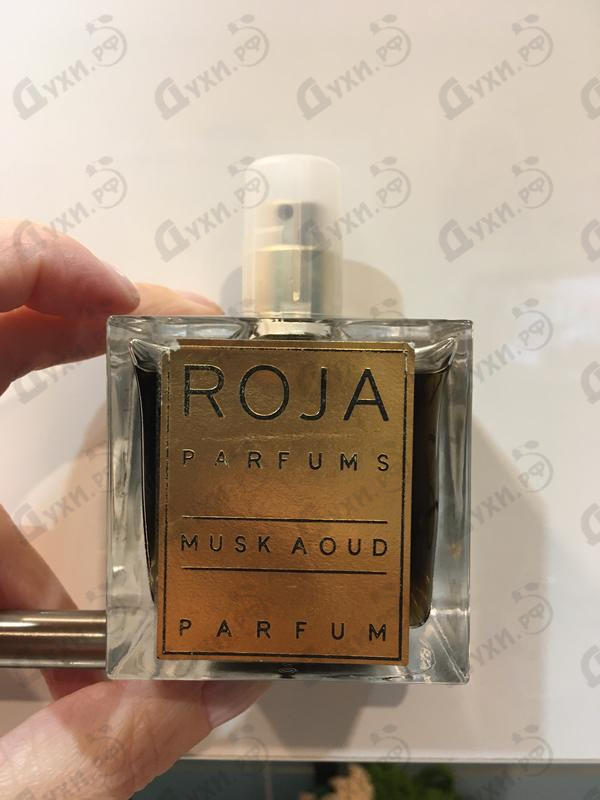 ROJA
PARFUMS
MUSK AOUD
PARFUM
Духи.рф